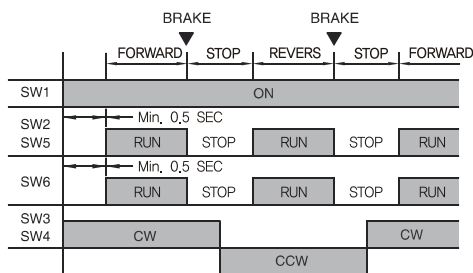 BRAKE BRAKE
FORWARD STOP REVERS STOP FORWARD
SW1 ON
SW2 Min. 0.5 SEC
SW5 RUN STOP RUN STOP RUN
Min. 0.5 SEC
SW6 RUN STOP RUN STOP RUN
SW3
SW4 CW CW
CCW